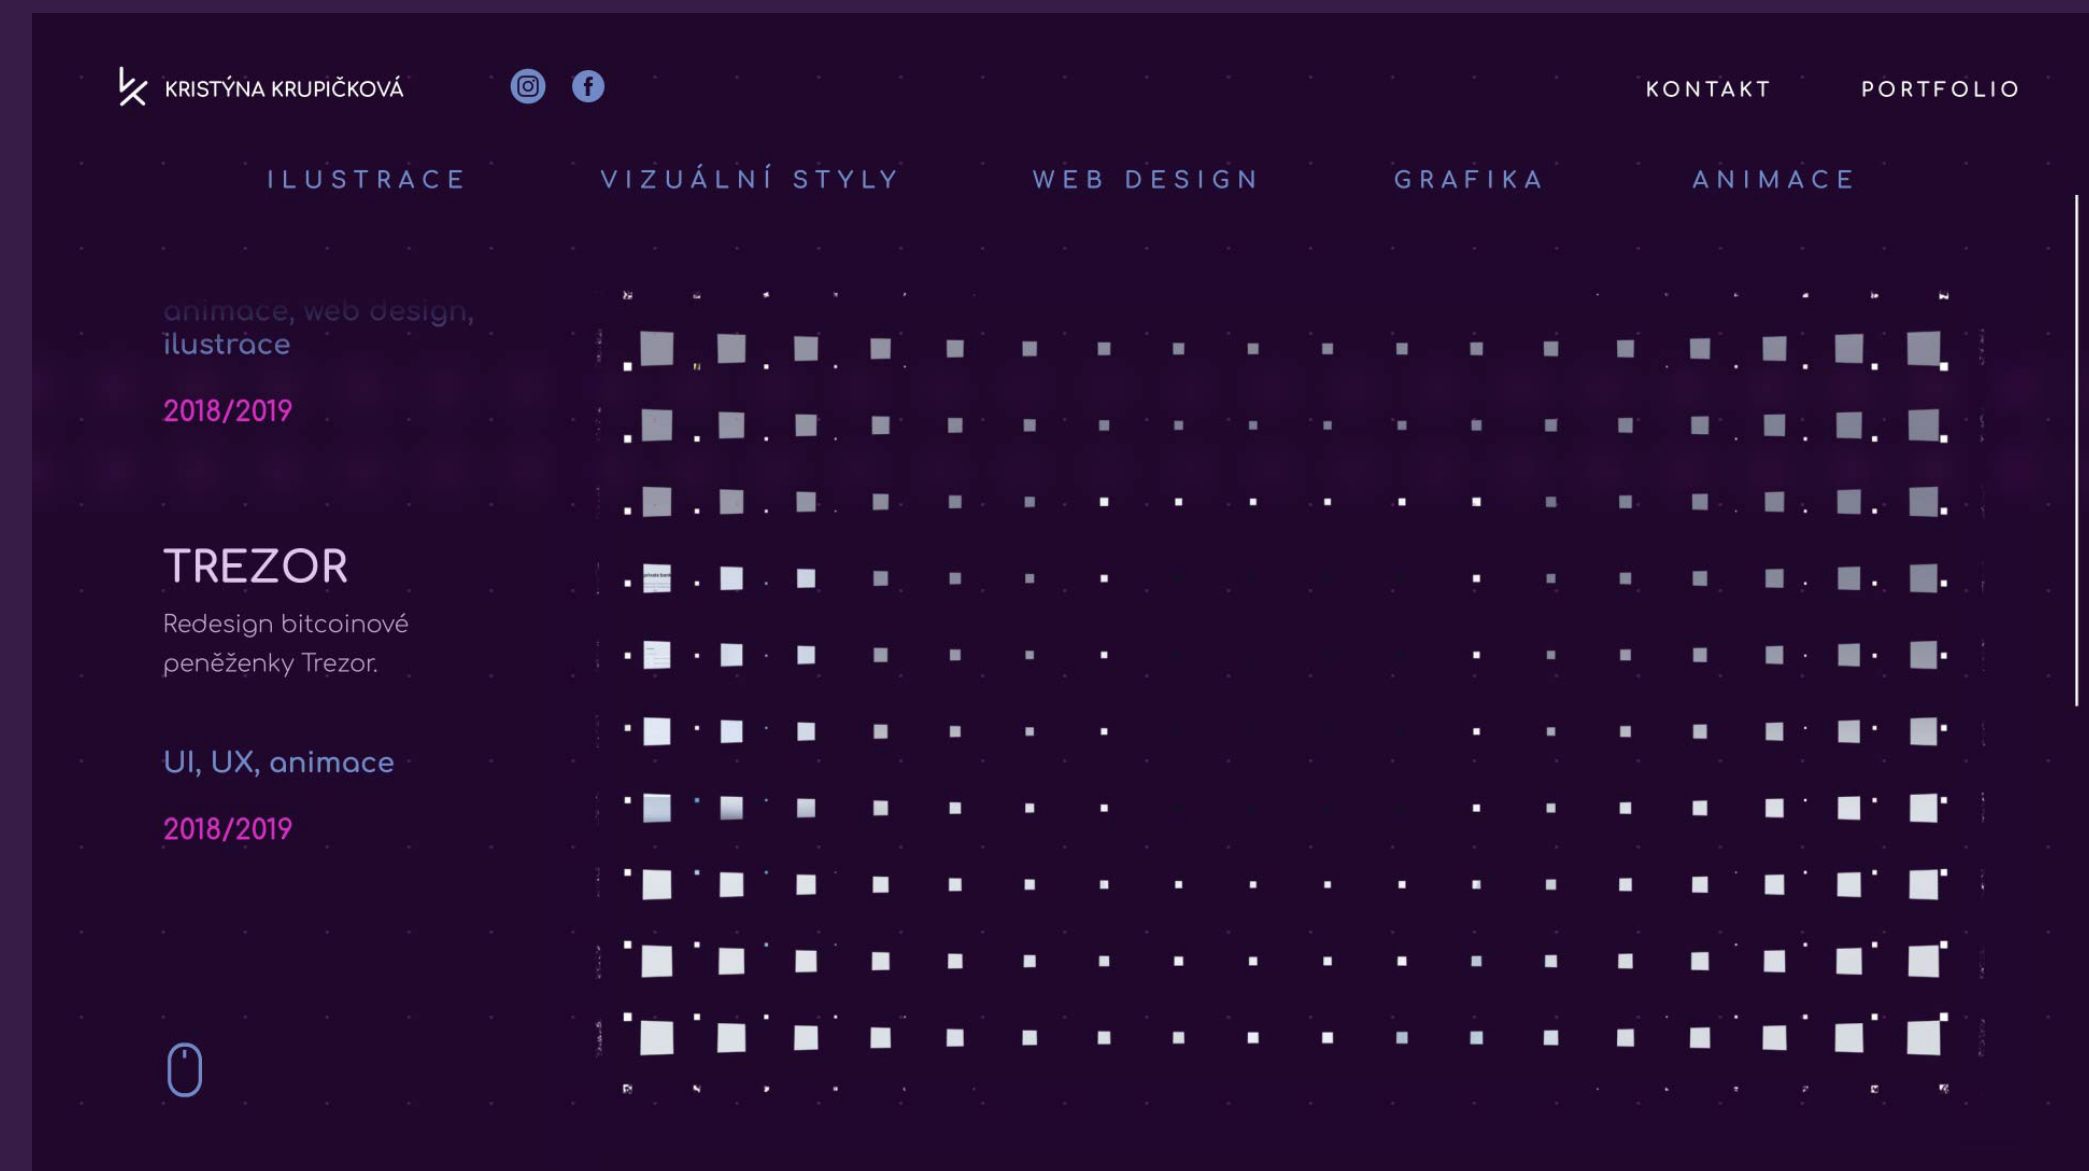 KRISTÝNA KRUPIČKOVÁ
KONTAKT
PORTFOLIO
ILUSTRACE
VIZUÁLNÍ STYLY
WEB DESIGN
GRAFIKA
ANIMACE
animace, web design,
ilustrace
2018/2019
TREZOR
Redesign bitcoinové
peněženky Trezor.
UI, UX, animace
2018/2019